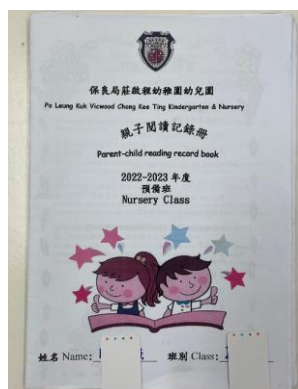 保良局莊啟程幼稚園幼兒園
Po Leung Kuk Vicwood Chong Kee Ting Kindergarten & Nursery
親子閱讀記錄冊
Parent-child reading record book
2022-2023 年度
預備班
Nursery Class
姓名 Name: 班別 Class: